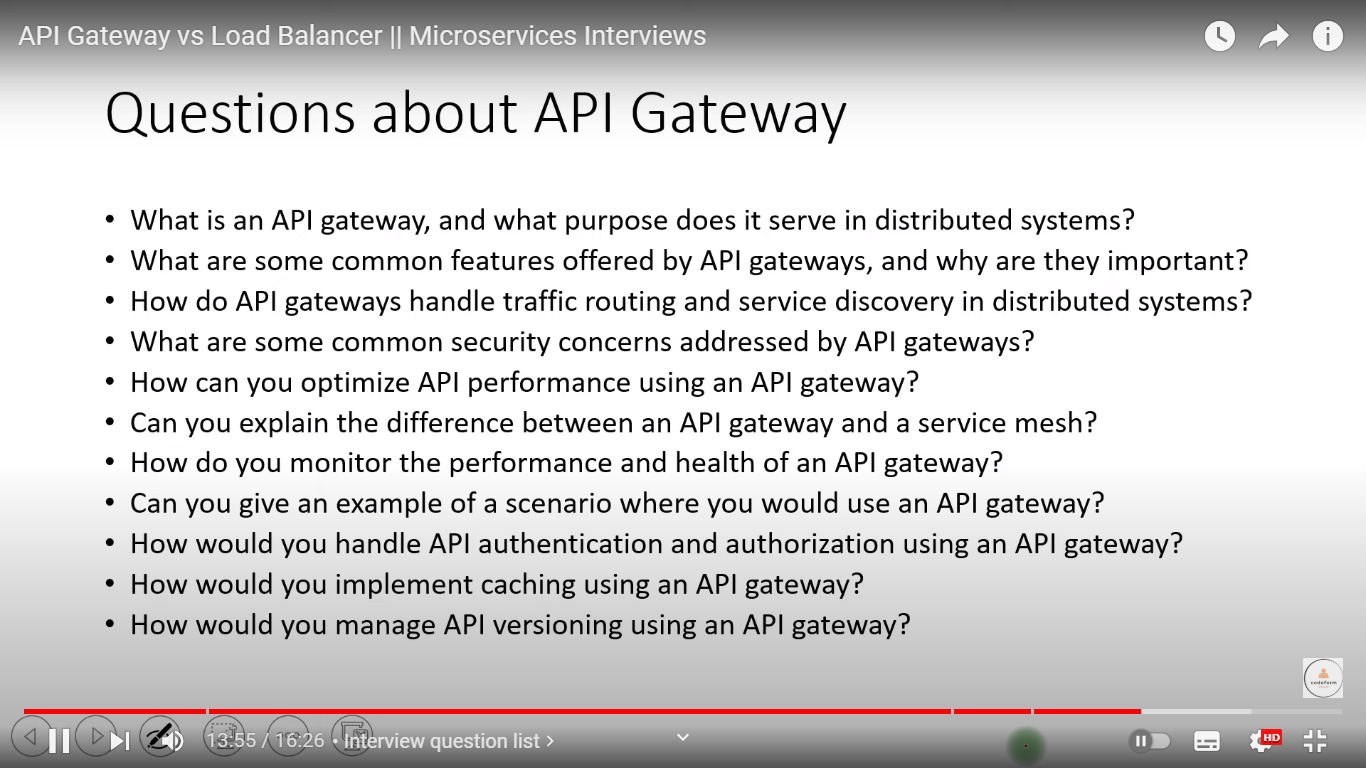 API Gateway vs Load Balancer || Microservices Interviews
Questions about API Gateway
• What is an API gateway, and what purpose does it serve in distributed systems?
• What are some common features offered by API gateways, and why are they important?
• How do API gateways handle traffic routing and service discovery in distributed systems?
• What are some common security concerns addressed by API gateways?
• How can you optimize API performance using an API gateway?
• Can you explain the difference between an API gateway and a service mesh?
• How do you monitor the performance and health of an API gateway?
• Can you give an example of a scenario where you would use an API gateway?
• How would you handle API authentication and authorization using an API gateway?
• How would you implement caching using an API gateway?
• How would you manage API versioning using an API gateway?
13:55 / 16:26 • Interview question list
HD